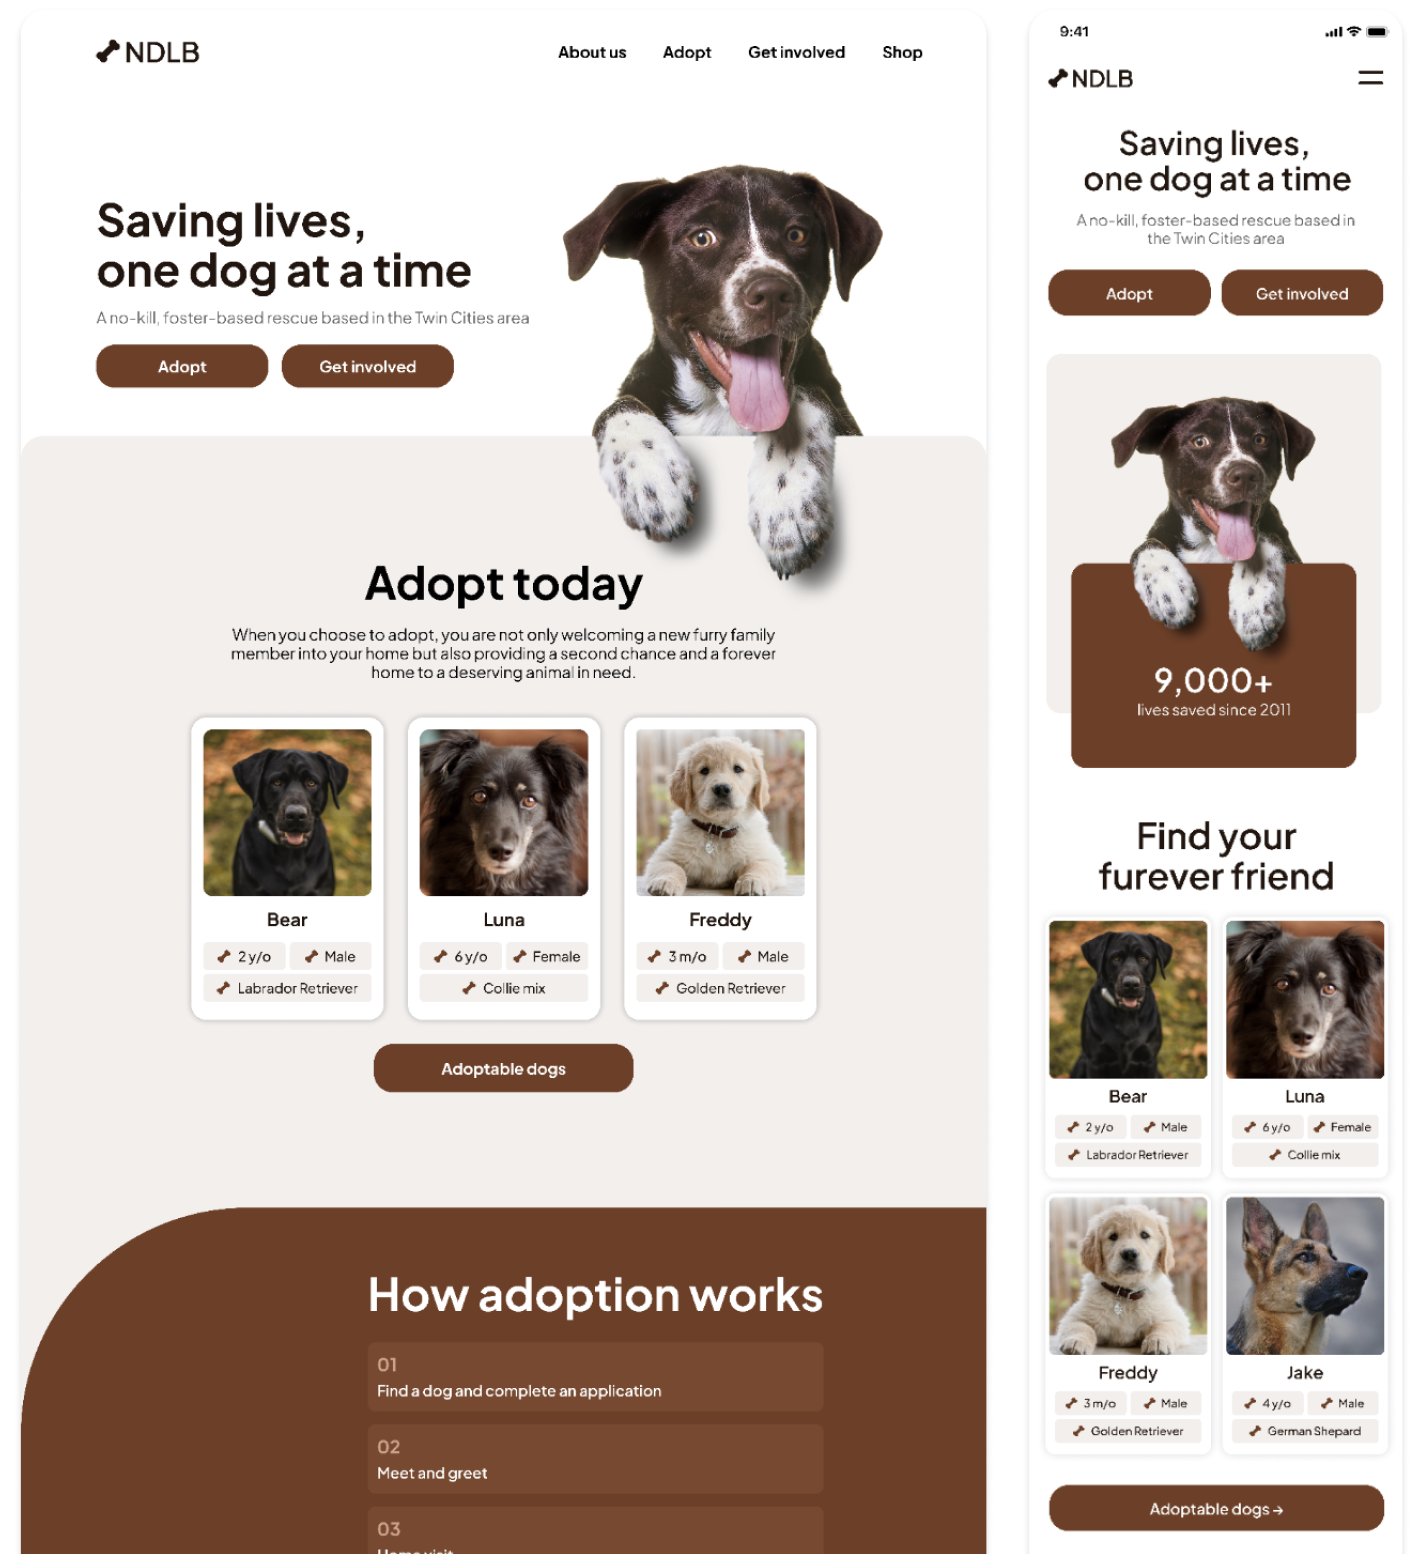 NDLB
About us
Adopt
Get involved
Shop
Saving lives,
one dog at a time
A no-kill, foster-based rescue based in the Twin Cities area
Adopt
Get involved
Adopt today
When you choose to adopt, you are not only welcoming a new furry family
member into your home but also providing a second chance and a forever
home to a deserving animal in need.
Bear
2 y/o
Male
Labrador Retriever
Luna
6 y/o
Female
Collie mix
Freddy
3 m/o
Male
Golden Retriever
Adoptable dogs
How adoption works
01
Find a dog and complete an application
02
Meet and greet
03
Home visit
9:41
NDLB
Saving lives,
one dog at a time
A no-kill, foster-based rescue based in
the Twin Cities area
Adopt
Get involved
9,000+
lives saved since 2011
Find your
furever friend
Bear
2 y/o
Male
Labrador Retriever
Luna
6 y/o
Female
Collie mix
Freddy
3 m/o
Male
Golden Retriever
Jake
4 y/o
Male
German Shepard
Adoptable dogs →